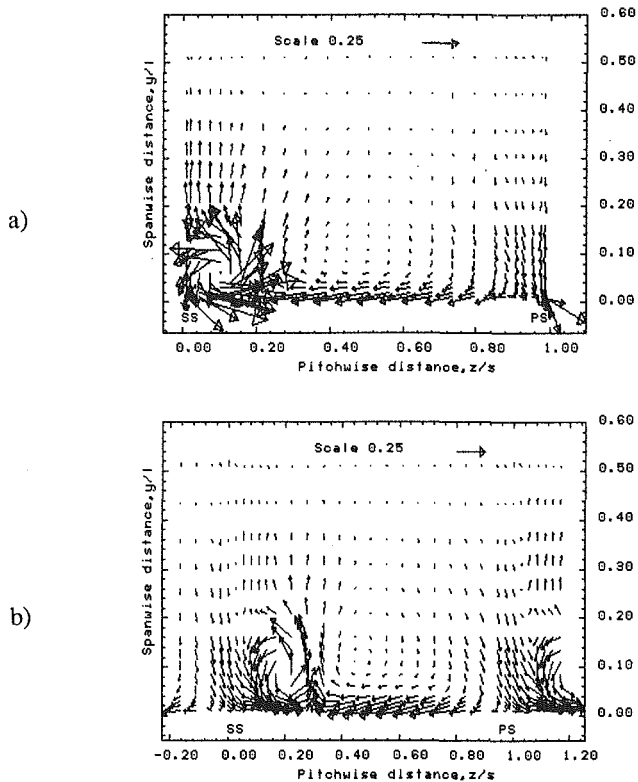 a)
0.60
0.50
0.40
0.30
0.20
0.10
0.00
Spanwise distance,y/l
Scale 0.25
SS
PS
0.00 0.20 0.40 0.60 0.80 1.00
Pitchwise distance,z/s
b)
0.60
0.50
0.40
0.30
0.20
0.10
0.00
Spanwise distance,y/l
Scale 0.25
SS
PS
-0.20 0.00 0.20 0.40 0.60 0.80 1.00 1.20
Pitchwise distance,z/s